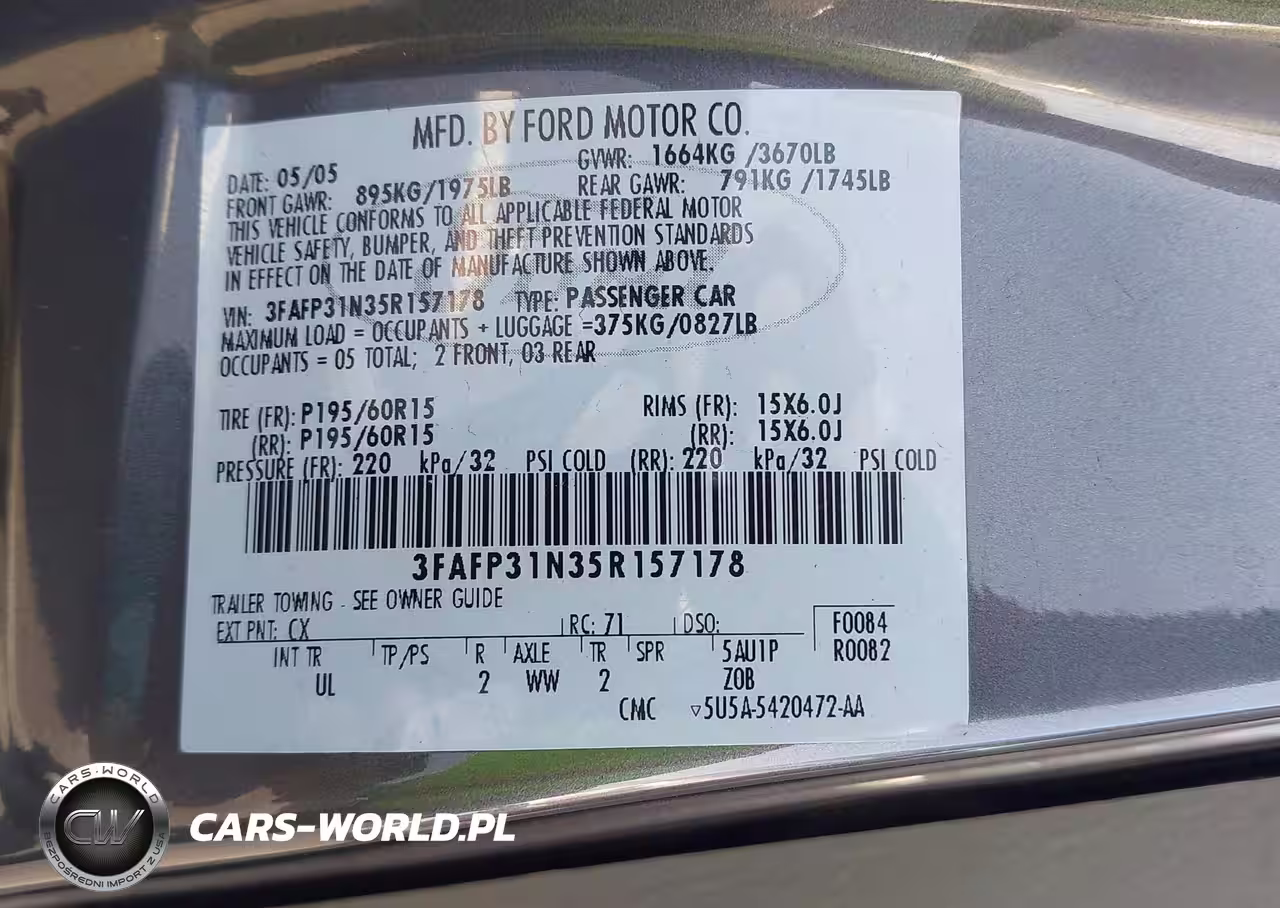 MFD. BY FORD MOTOR CO.
DATE: 05/05 GVWR: 1664KG /3670LB
FRONT GAWR: 895KG/1975LB REAR GAWR: 791KG /1745LB
THIS VEHICLE CONFORMS TO ALL APPLICABLE FEDERAL MOTOR
VEHICLE SAFETY, BUMPER, AND THEFT PREVENTION STANDARDS
IN EFFECT ON THE DATE OF MANUFACTURE SHOWN ABOVE.
VIN: 3FAFP31N35R157178 TYPE: PASSENGER CAR
MAXIMUM LOAD = OCCUPANTS + LUGGAGE =375KG/0827LB
OCCUPANTS = 05 TOTAL; 2 FRONT, 03 REAR
TIRE (FR): P195/60R15 RIMS (FR): 15X6.0J
(RR): P195/60R15 (RR): 15X6.0J
PRESSURE (FR): 220 kPa/32 PSI COLD (RR): 220 kPa/32 PSI COLD
3FAFP31N35R157178
TRAILER TOWING - SEE OWNER GUIDE
EXT PNT: CX RC: 71 DSO: F0084
INT TR TP/PS R AXLE TR SPR 5AU1P R0082
UL 2 WW 2 ZOB
CMC ▿5U5A-5420472-AA
CARS-WORLD
CW
BEZPOŚREDNI IMPORT Z USA
CARS-WORLD.PL